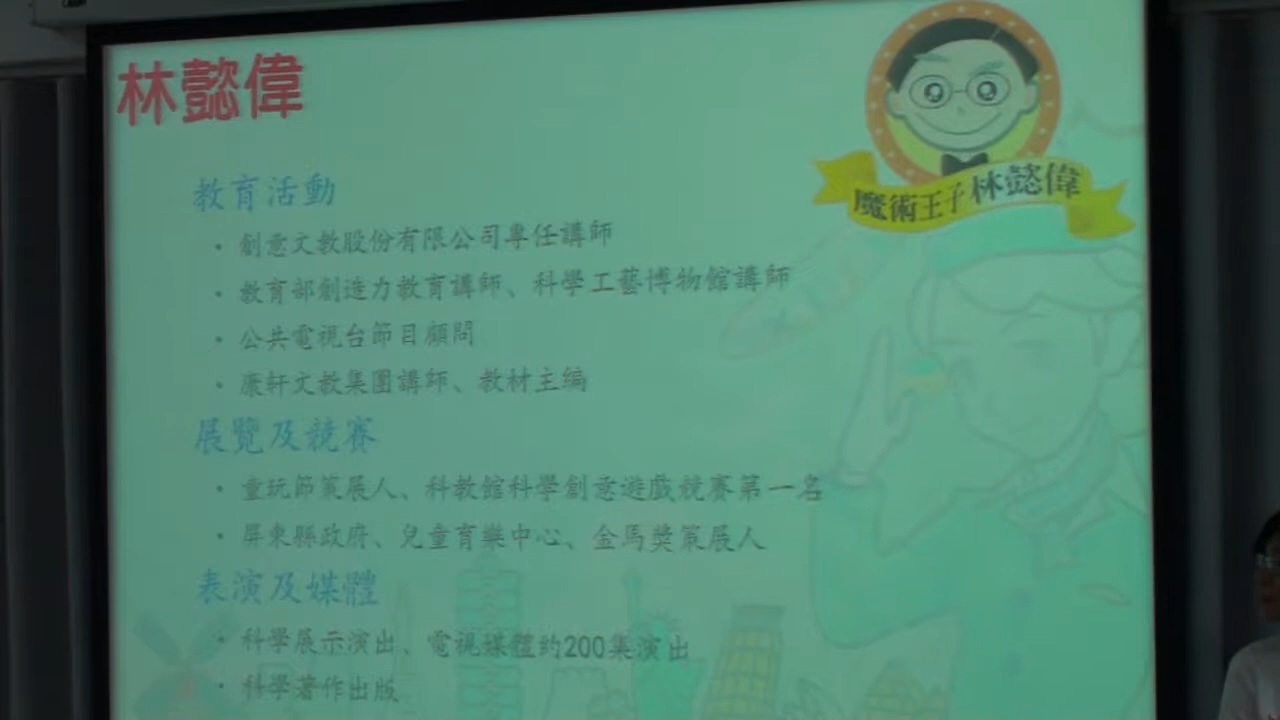 林懿偉
魔術王子林懿偉
教育活動
• 創意文教股份有限公司專任講師
• 教育部創造力教育講師、科學工藝博物館講師
• 公共電視台節目顧問
• 康軒文教集團講師、教材主編
展覽及競賽
• 童玩節策展人、科教館科學創意遊戲競賽第一名
• 屏東縣政府、兒童育樂中心、金馬獎策展人
表演及媒體
• 科學展示演出、電視媒體約200集演出
• 科學著作出版